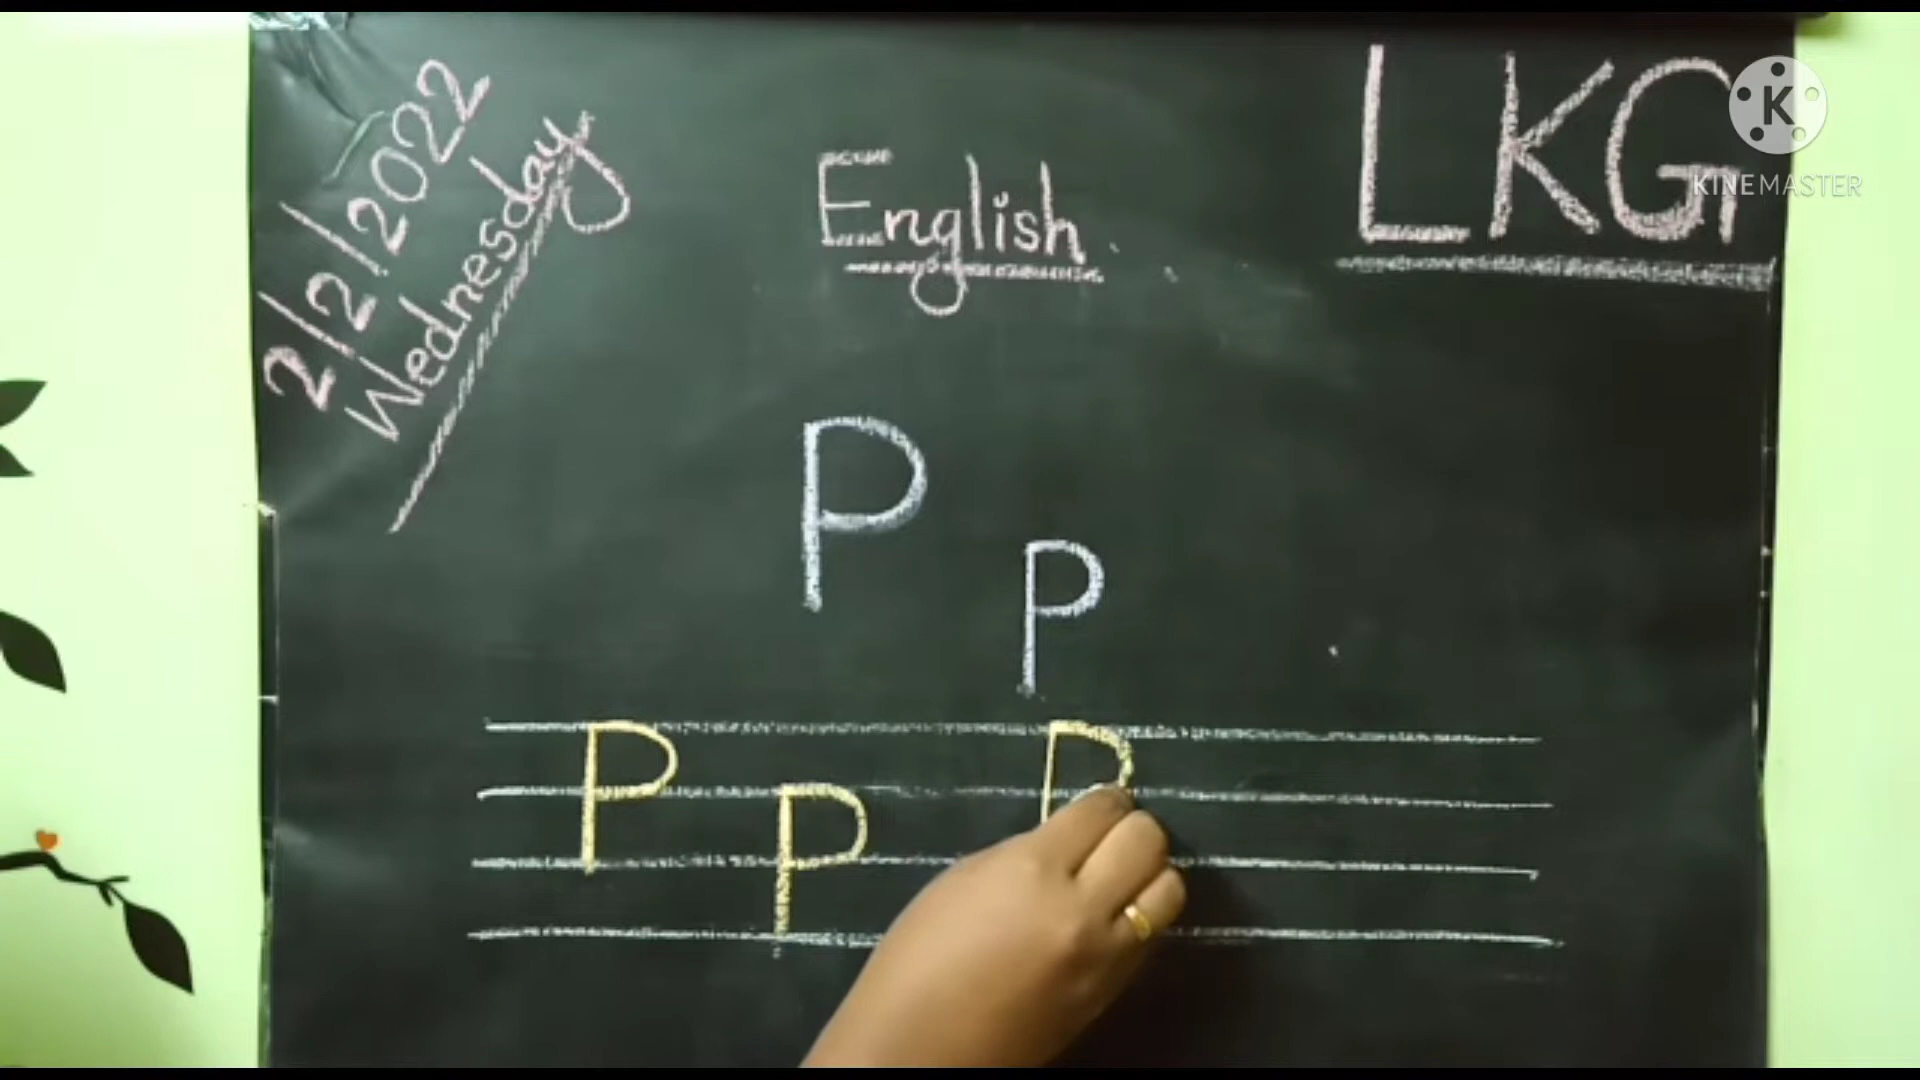 2/2/2022
Wednesday
English
LKG
K
KINEMASTER
P
p
P p P